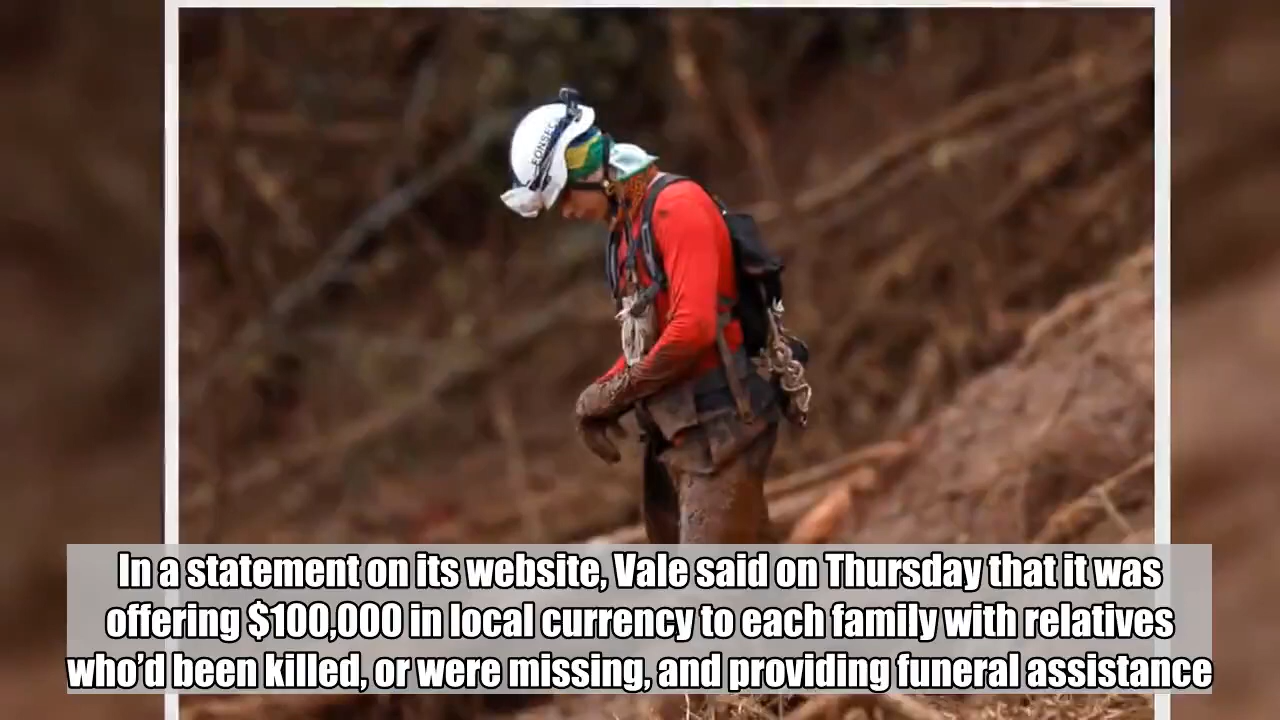 FONSEC
In a statement on its website, Vale said on Thursday that it was
offering $100,000 in local currency to each family with relatives
who'd been killed, or were missing, and providing funeral assistance